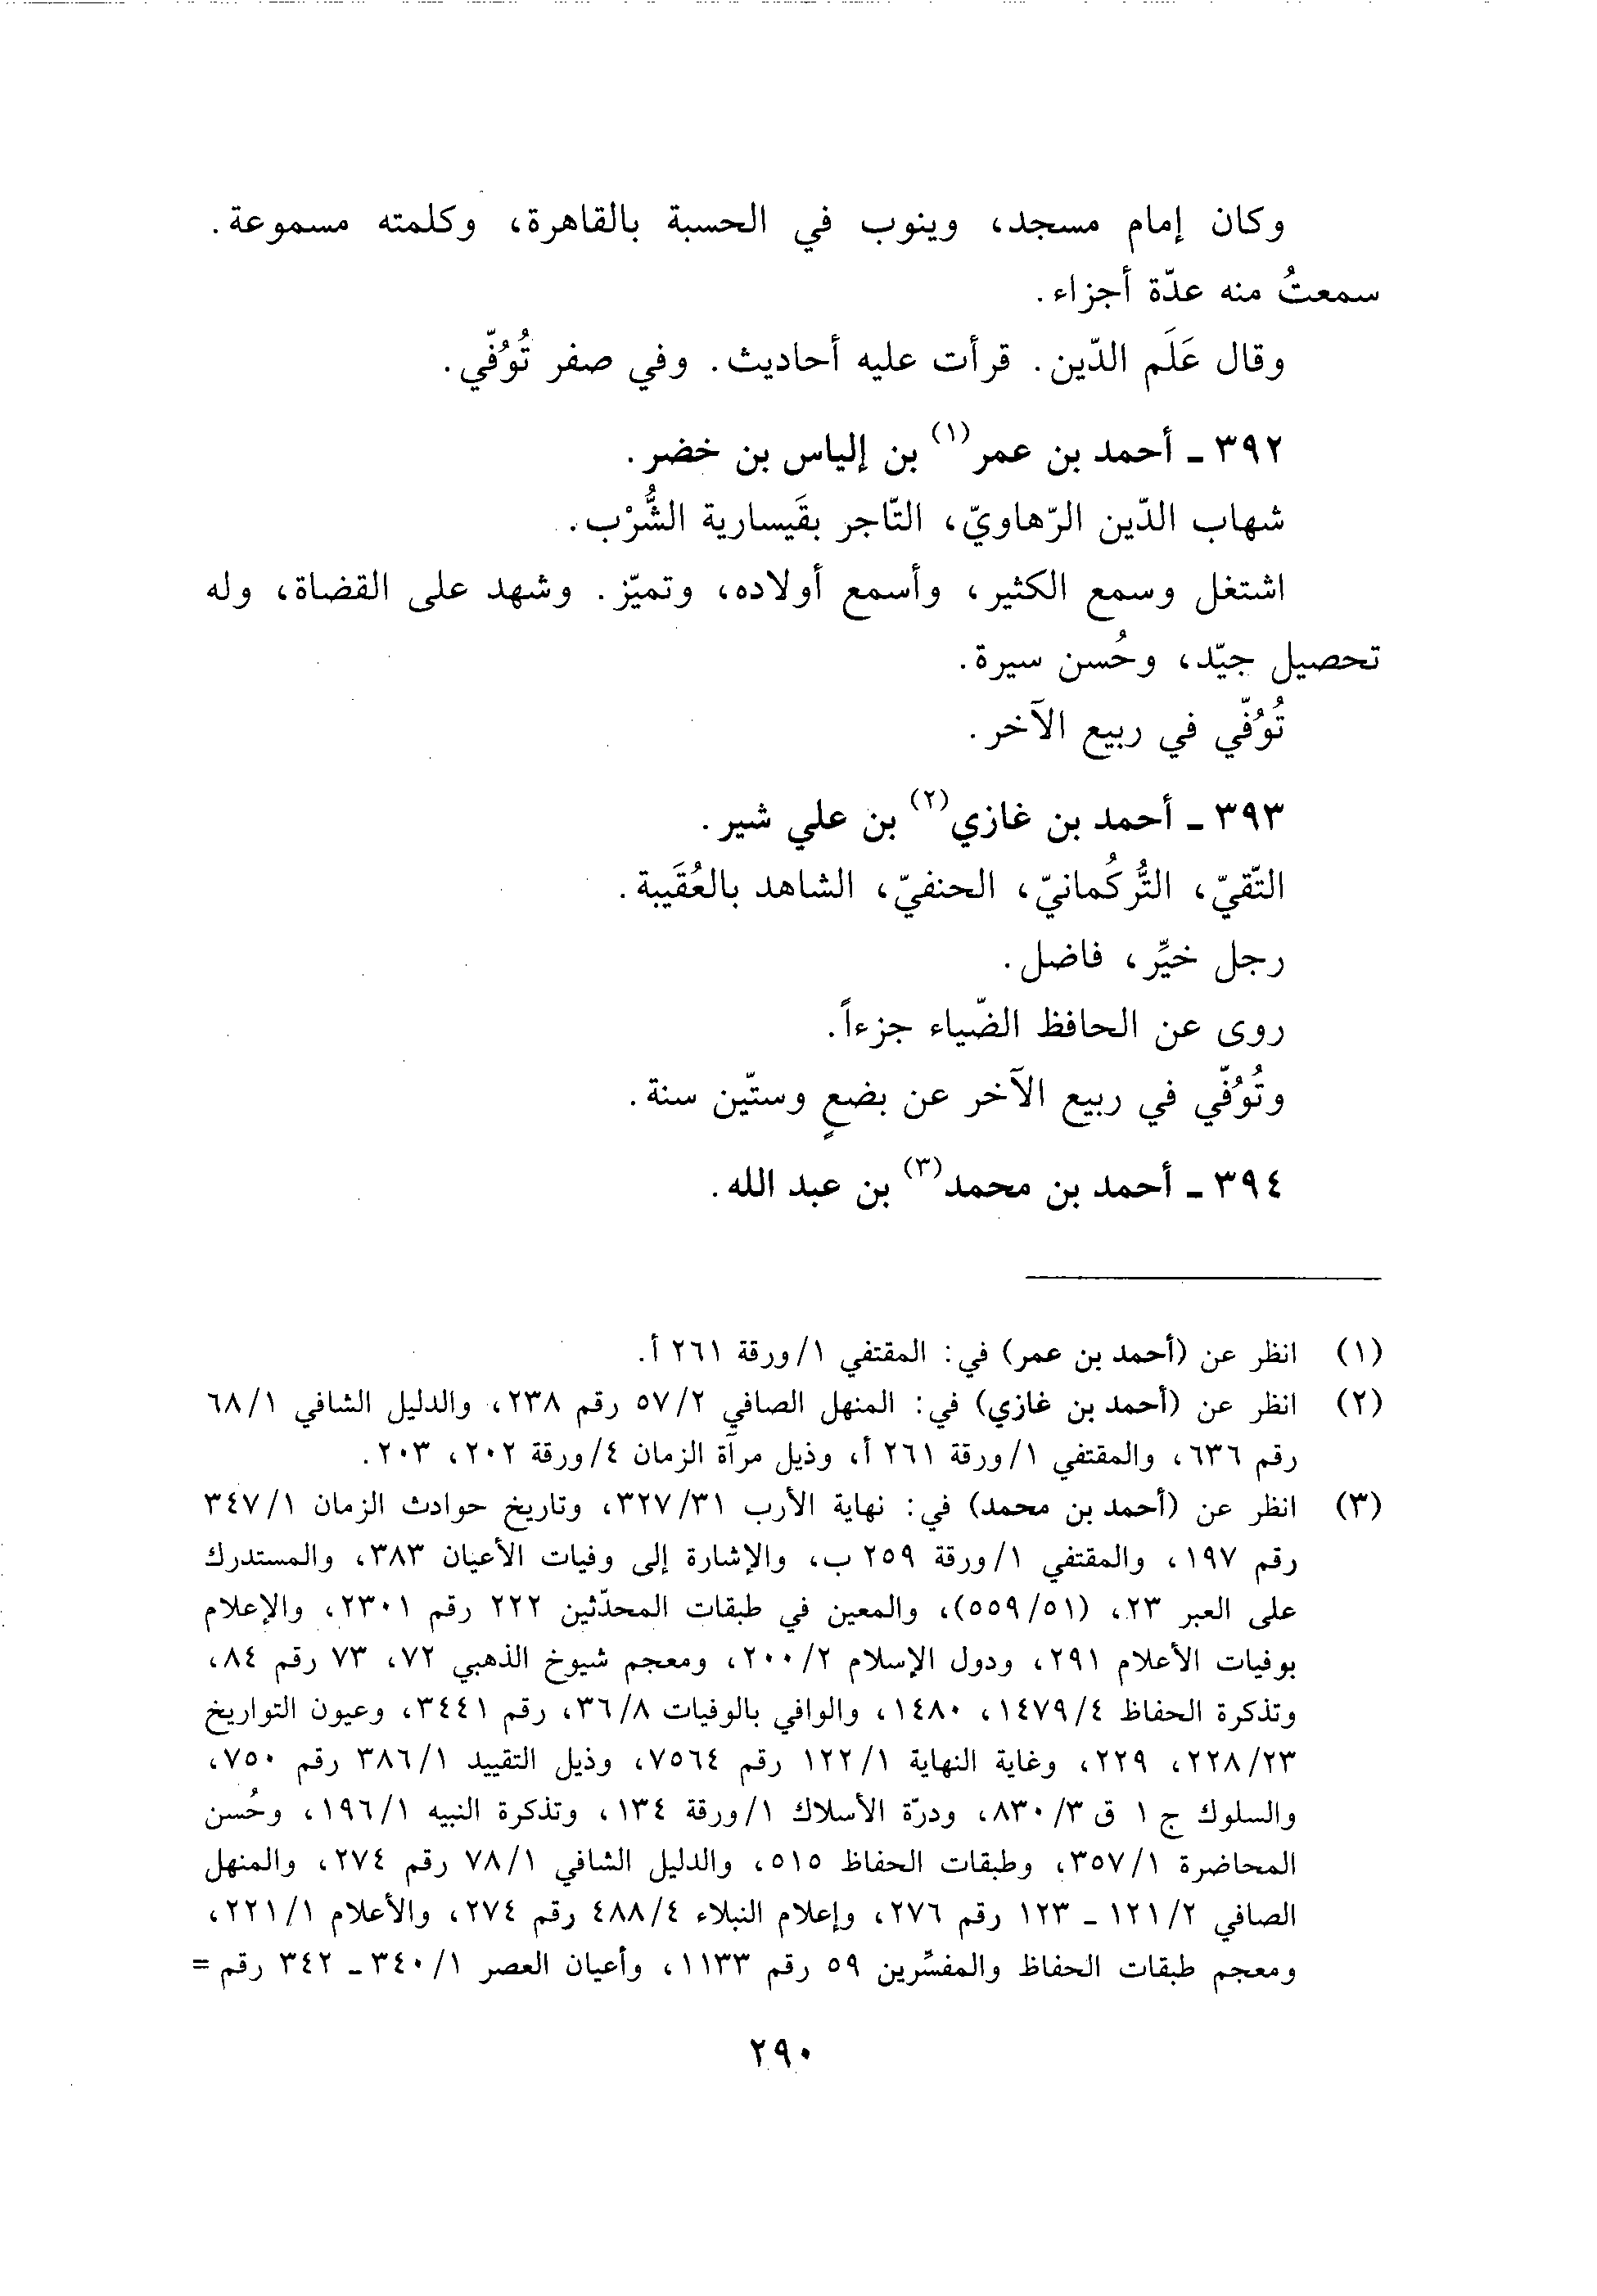 وكان إمام مسجد، وينوب في الحسبة بالقاهرة، وكلمته مسموعة.
سمعتُ منه عدّة أجزاء.
وقال عَلَم الدّين. قرأت عليه أحاديث. وفي صفر تُوُفّي.
٣٩٢ ـ أحمد بن عمر(١) بن إلياس بن خضر.
شهاب الدّين الرّهاويّ، التّاجر بقَيسارية الشُّرْب.
اشتغل وسمع الكثير، وأسمع أولاده، وتميّز. وشهد على القضاة، وله
تحصيل جيّد، وحُسن سيرة.
تُوُفّي في ربيع الآخر.
٣٩٣ ـ أحمد بن غازي(٢) بن علي شير.
التّقيّ، التُّركُمانيّ، الحنفيّ، الشاهد بالعُقَيبة.
رجل خيِّر، فاضل.
روى عن الحافظ الضّياء جزءاً.
وتُوُفّي في ربيع الآخر عن بضعٍ وستّين سنة.
٣٩٤ ـ أحمد بن محمد(٣) بن عبد الله.
(١) انظر عن (أحمد بن عمر) في: المقتفي ١/ورقة ٢٦١ أ.
(٢) انظر عن (أحمد بن غازي) في: المنهل الصافي ٥٧/٢ رقم ٢٣٨، والدليل الشافي ٦٨/١
رقم ٦٣٦، والمقتفي ١/ورقة ٢٦١ أ، وذيل مرآة الزمان ٤/ورقة ٢٠٢، ٢٠٣.
(٣) انظر عن (أحمد بن محمد) في: نهاية الأرب ٣٢٧/٣١، وتاريخ حوادث الزمان ٣٤٧/١
رقم ١٩٧، والمقتفي ١/ورقة ٢٥٩ ب، والإشارة إلى وفيات الأعيان ٣٨٣، والمستدرك
على العبر ٢٣، (٥٥٩/٥١)، والمعين في طبقات المحدّثين ٢٢٢ رقم ٢٣٠١، والإعلام
بوفيات الأعلام ٢٩١، ودول الإسلام ٢٠٠/٢، ومعجم شيوخ الذهبي ٧٢، ٧٣ رقم ٨٤،
وتذكرة الحفاظ ١٤٧٩/٤، ١٤٨٠، والوافي بالوفيات ٣٦/٨، رقم ٣٤٤١، وعيون التواريخ
٢٢٨/٢٣، ٢٢٩، وغاية النهاية ١٢٢/١ رقم ٧٥٦٤، وذيل التقييد ٣٨٦/١ رقم ٧٥٠،
والسلوك ج ١ ق ٨٣٠/٣، ودرّة الأسلاك ١/ورقة ١٣٤، وتذكرة النبيه ١٩٦/١، وحُسن
المحاضرة ٣٥٧/١، وطبقات الحفاظ ٥١٥، والدليل الشافي ٧٨/١ رقم ٢٧٤، والمنهل
الصافي ١٢١/٢ ـ ١٢٣ رقم ٢٧٦، وإعلام النبلاء ٤٨٨/٤ رقم ٢٧٤، والأعلام ٢٢١/١،
ومعجم طبقات الحفاظ والمفسِّرين ٥٩ رقم ١١٣٣، وأعيان العصر ٣٤٠/١ـ ٣٤٢ رقم =
٢٩٠